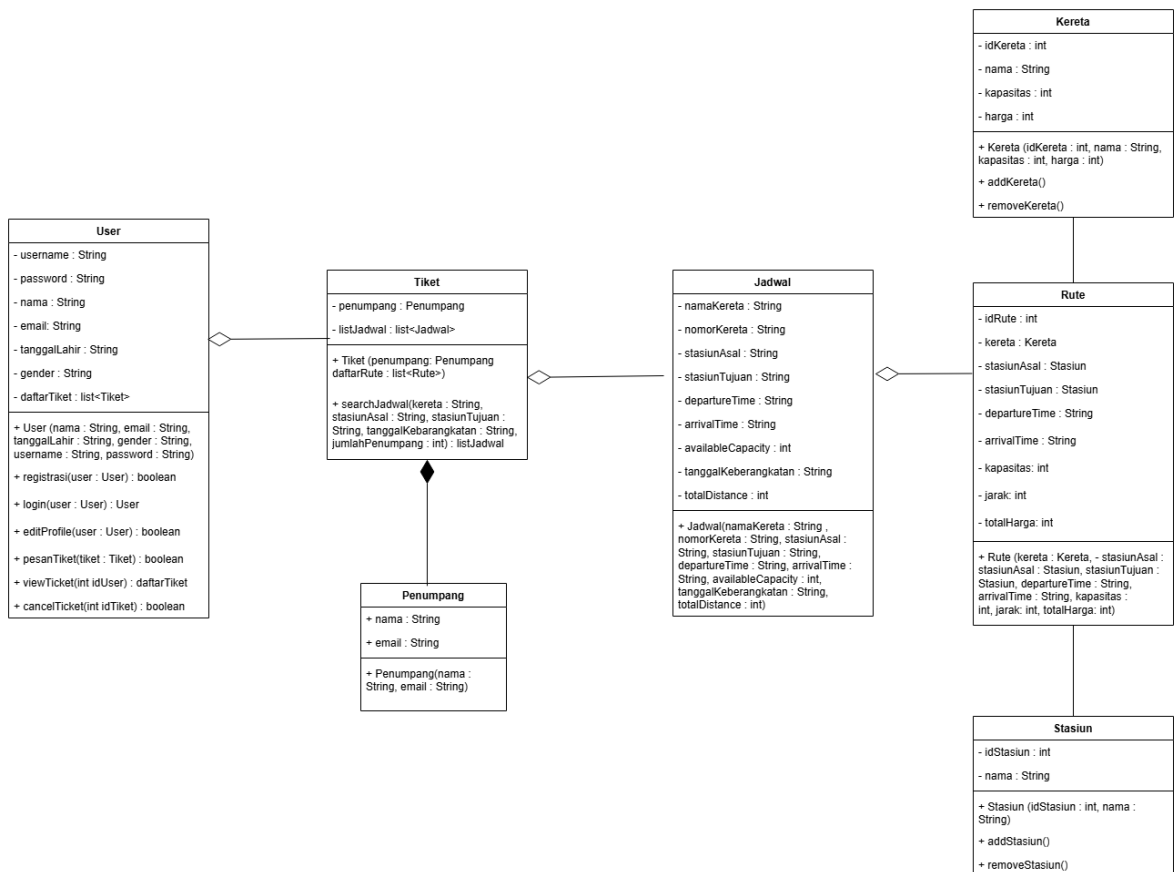 Kereta
- idKereta : int
- nama : String
- kapasitas : int
- harga : int
+ Kereta (idKereta : int, nama : String,
kapasitas : int, harga : int)
+ addKereta()
+ removeKereta()
User
- username : String
- password : String
- nama : String
- email: String
- tanggalLahir : String
- gender : String
- daftarTiket : list<Tiket>
+ User (nama : String, email : String,
tanggalLahir : String, gender : String,
username : String, password : String)
+ registrasi(user : User) : boolean
+ login(user : User) : User
+ editProfile(user : User) : boolean
+ pesanTiket(tiket : Tiket) : boolean
+ viewTicket(int idUser) : daftarTiket
+ cancelTicket(int idTiket) : boolean
Tiket
- penumpang : Penumpang
- listJadwal : list<Jadwal>
+ Tiket (penumpang: Penumpang
daftarRute : list<Rute>)
+ searchJadwal(kereta : String,
stasiunAsal : String, stasiunTujuan :
String, tanggalKebarangkatan : String,
jumlahPenumpang : int) : listJadwal
Penumpang
+ nama : String
+ email : String
+ Penumpang(nama :
String, email : String)
Jadwal
- namaKereta : String
- nomorKereta : String
- stasiunAsal : String
- stasiunTujuan : String
- departureTime : String
- arrivalTime : String
- availableCapacity : int
- tanggalKeberangkatan : String
- totalDistance : int
+ Jadwal(namaKereta : String ,
nomorKereta : String, stasiunAsal :
String, stasiunTujuan : String,
departureTime : String, arrivalTime :
String, availableCapacity : int,
tanggalKeberangkatan : String,
totalDistance : int)
Rute
- idRute : int
- kereta : Kereta
- stasiunAsal : Stasiun
- stasiunTujuan : Stasiun
- departureTime : String
- arrivalTime : String
- kapasitas: int
- jarak: int
- totalHarga: int
+ Rute (kereta : Kereta, - stasiunAsal :
stasiunAsal : Stasiun, stasiunTujuan :
Stasiun, departureTime : String,
arrivalTime : String, kapasitas :
int, jarak: int, totalHarga: int)
Stasiun
- idStasiun : int
- nama : String
+ Stasiun (idStasiun : int, nama :
String)
+ addStasiun()
+ removeStasiun()